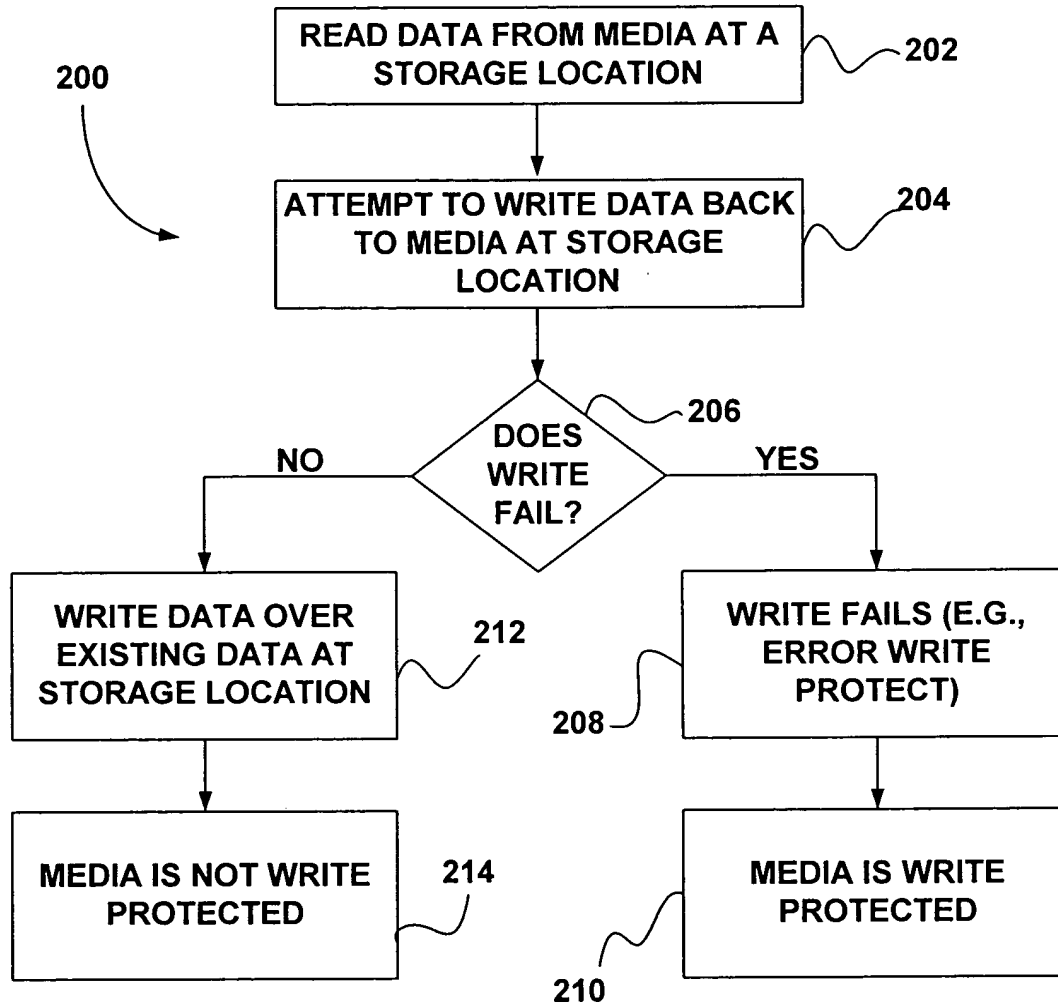 READ DATA FROM MEDIA AT A
STORAGE LOCATION
202
200
ATTEMPT TO WRITE DATA BACK
TO MEDIA AT STORAGE
LOCATION
204
206
DOES
WRITE
FAIL?
NO
YES
WRITE DATA OVER
EXISTING DATA AT
STORAGE LOCATION
212
WRITE FAILS (E.G.,
ERROR WRITE
PROTECT)
208
MEDIA IS NOT WRITE
PROTECTED
214
MEDIA IS WRITE
PROTECTED
210